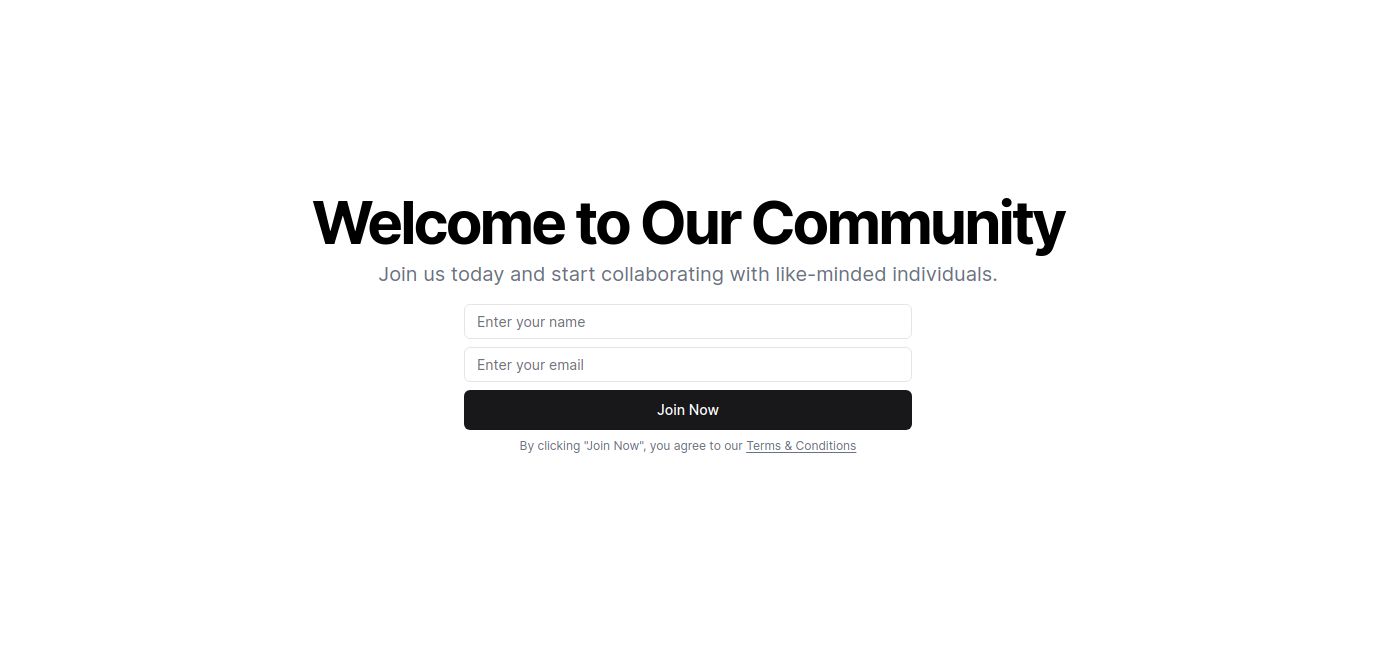 Welcome to Our Community
Join us today and start collaborating with like-minded individuals.
Enter your name
Enter your email
Join Now
By clicking "Join Now", you agree to our Terms & Conditions